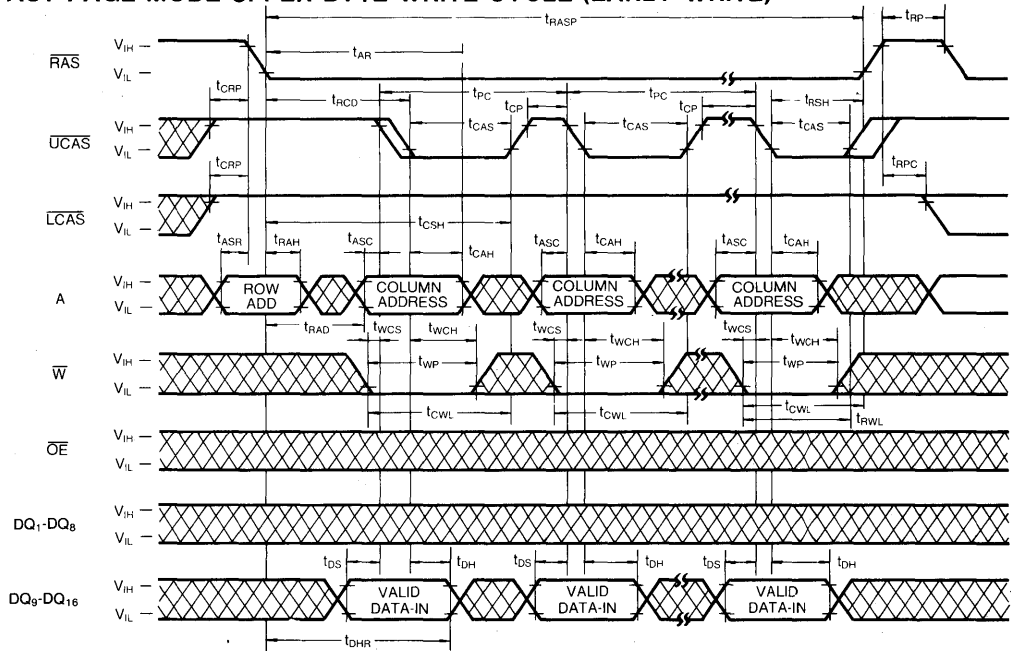 FAST PAGE MODE UPPER BYTE WRITE CYCLE (EARLY WRITE)
tRASP tRP
tAR
RAS VIH VIL
tCRP tRCD tPC tPC tRSH
tCP tCP
tCAS tCAS tCAS
UCAS VIH VIL
tCRP tRPC
LCAS VIH VIL
tCSH
tASR tRAH tASC tCAH tASC tCAH tASC tCAH
A VIH VIL
ROW ADD COLUMN ADDRESS COLUMN ADDRESS COLUMN ADDRESS
tRAD tWCS tWCH tWCS tWCH tWCS tWCH
W VIH VIL
tWP tWP tWP
tCWL tCWL tCWL
tRWL
OE VIH VIL
DQ1-DQ8 VIH VIL
tDS tDH tDS tDH tDS tDH
DQ9-DQ16 VIH VIL
VALID DATA-IN VALID DATA-IN VALID DATA-IN
tDHR